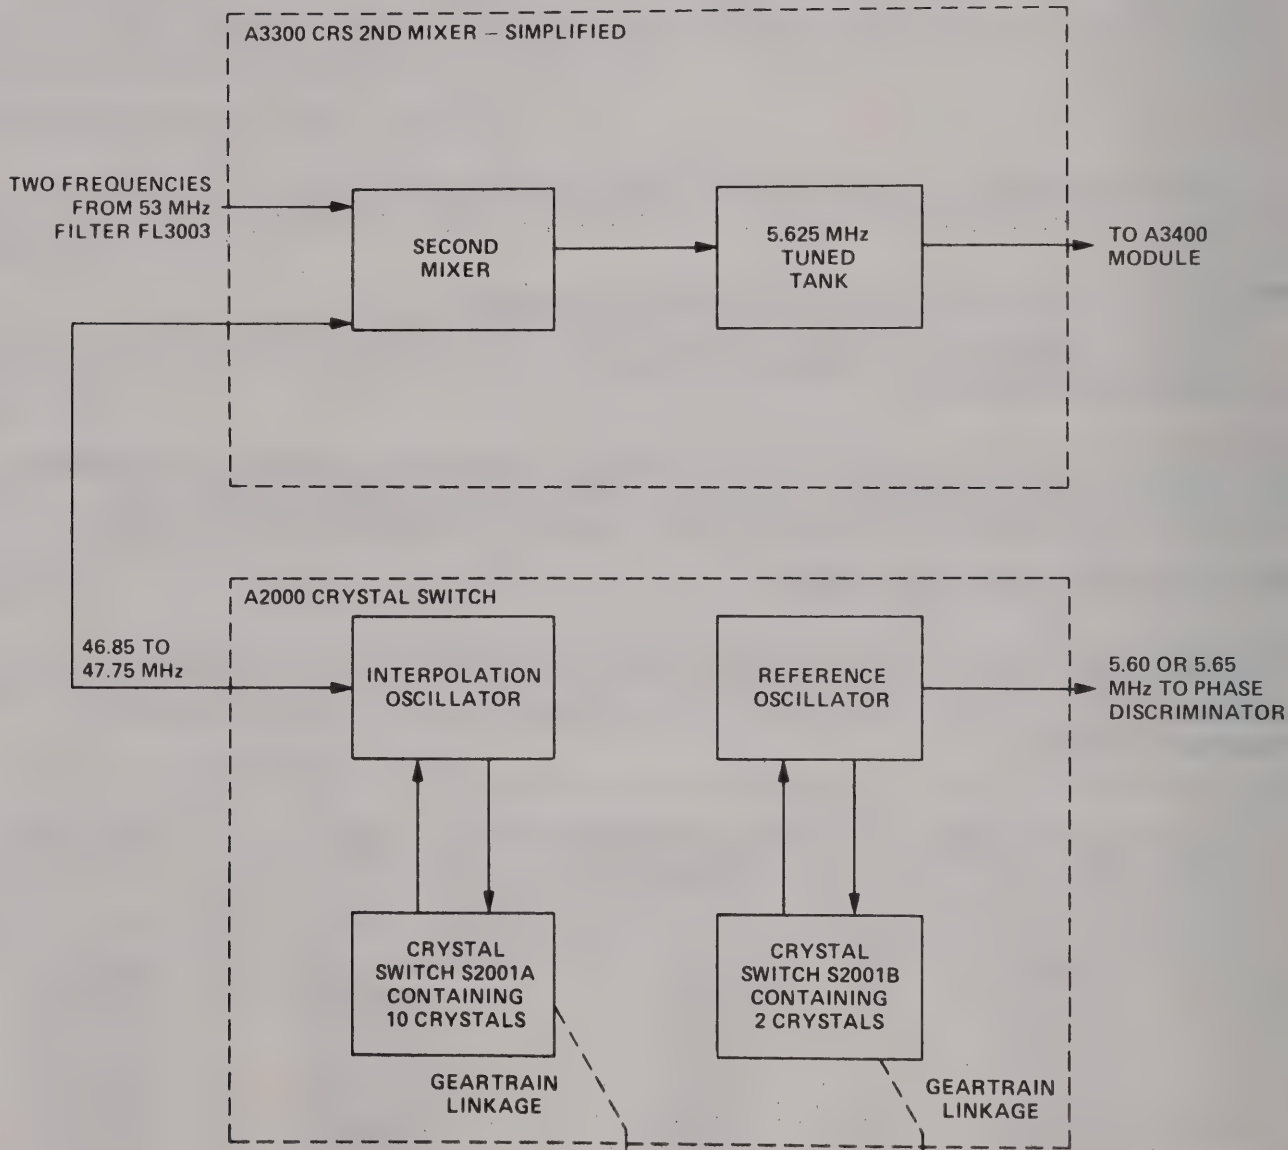 A3300 CRS 2ND MIXER – SIMPLIFIED
TWO FREQUENCIES
FROM 53 MHz
FILTER FL3003
SECOND
MIXER
5.625 MHz
TUNED
TANK
TO A3400
MODULE
A2000 CRYSTAL SWITCH
46.85 TO
47.75 MHz
INTERPOLATION
OSCILLATOR
REFERENCE
OSCILLATOR
5.60 OR 5.65
MHz TO PHASE
DISCRIMINATOR
CRYSTAL
SWITCH S2001A
CONTAINING
10 CRYSTALS
CRYSTAL
SWITCH S2001B
CONTAINING
2 CRYSTALS
GEARTRAIN
LINKAGE
GEARTRAIN
LINKAGE